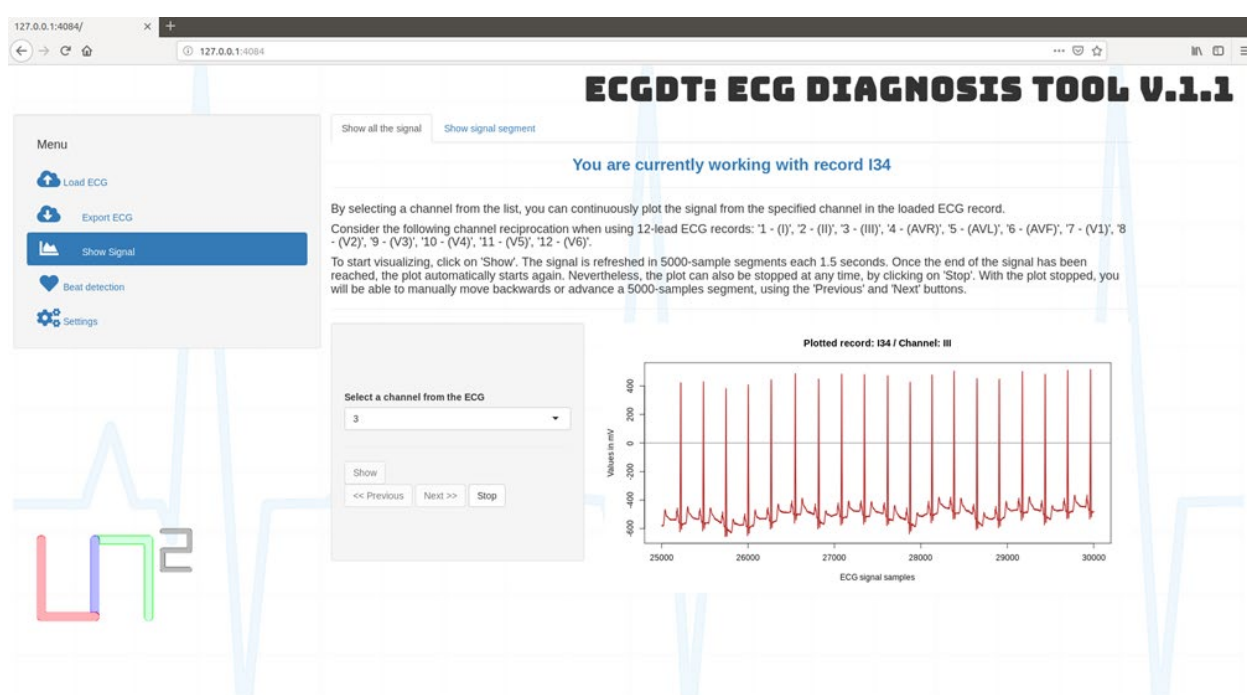 127.0.0.1:4084/
127.0.0.1:4084
ECGDT: ECG DIAGNOSIS TOOL V.1.1
Menu
Load ECG
Export ECG
Show Signal
Beat detection
Settings
Show all the signal Show signal segment
You are currently working with record I34
By selecting a channel from the list, you can continuously plot the signal from the specified channel in the loaded ECG record.
Consider the following channel reciprocation when using 12-lead ECG records: '1 - (I)', '2 - (II)', '3 - (III)', '4 - (AVR)', '5 - (AVL)', '6 - (AVF)', '7 - (V1)', '8
- (V2)', '9 - (V3)', '10 - (V4)', '11 - (V5)', '12 - (V6)'.
To start visualizing, click on 'Show'. The signal is refreshed in 5000-sample segments each 1.5 seconds. Once the end of the signal has been
reached, the plot automatically starts again. Nevertheless, the plot can also be stopped at any time, by clicking on 'Stop'. With the plot stopped, you
will be able to manually move backwards or advance a 5000-samples segment, using the 'Previous' and 'Next' buttons.
Select a channel from the ECG
3
Show
<< Previous Next >> Stop
Plotted record: I34 / Channel: III
Values in mV
400
200
0
-200
-400
-600
25000 26000 27000 28000 29000 30000
ECG signal samples
un2